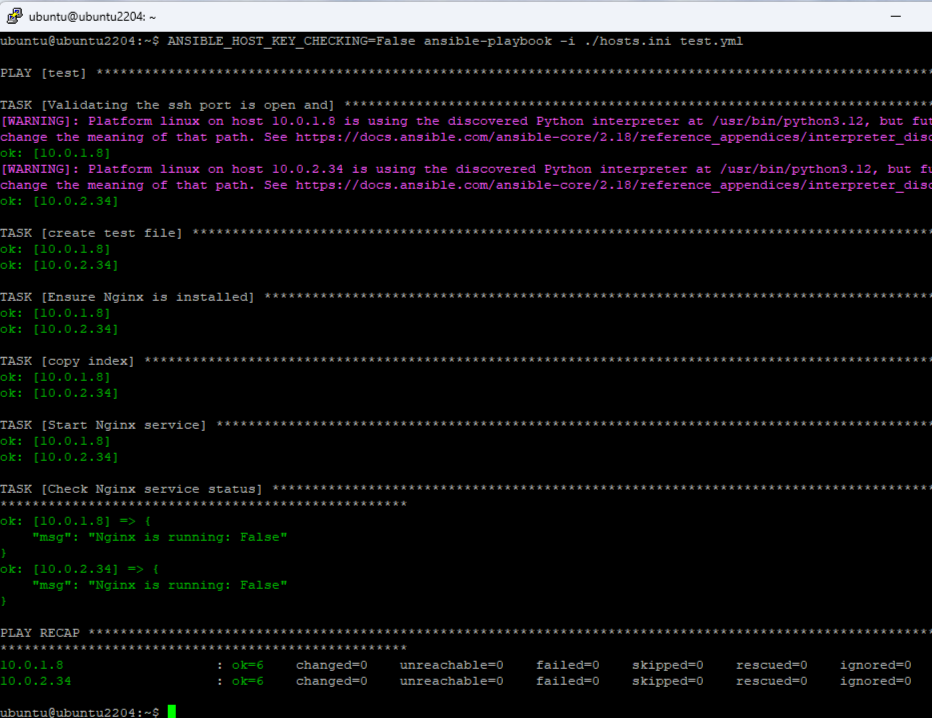 ubuntu@ubuntu2204: ~
ubuntu@ubuntu2204:~$ ANSIBLE_HOST_KEY_CHECKING=False ansible-playbook -i ./hosts.ini test.yml
PLAY [test] ********************************************************************************************************
TASK [Validating the ssh port is open and] *************************************************************************
[WARNING]: Platform linux on host 10.0.1.8 is using the discovered Python interpreter at /usr/bin/python3.12, but fut
change the meaning of that path. See https://docs.ansible.com/ansible-core/2.18/reference_appendices/interpreter_disc
ok: [10.0.1.8]
[WARNING]: Platform linux on host 10.0.2.34 is using the discovered Python interpreter at /usr/bin/python3.12, but fu
change the meaning of that path. See https://docs.ansible.com/ansible-core/2.18/reference_appendices/interpreter_disc
ok: [10.0.2.34]
TASK [create test file] ********************************************************************************************
ok: [10.0.1.8]
ok: [10.0.2.34]
TASK [Ensure Nginx is installed] ***********************************************************************************
ok: [10.0.1.8]
ok: [10.0.2.34]
TASK [copy index] **************************************************************************************************
ok: [10.0.1.8]
ok: [10.0.2.34]
TASK [Start Nginx service] *****************************************************************************************
ok: [10.0.1.8]
ok: [10.0.2.34]
TASK [Check Nginx service status] **********************************************************************************
***************************************************
ok: [10.0.1.8] => {
    "msg": "Nginx is running: False"
}
ok: [10.0.2.34] => {
    "msg": "Nginx is running: False"
}
PLAY RECAP *********************************************************************************************************
***************************************************
10.0.1.8                   : ok=6    changed=0    unreachable=0    failed=0    skipped=0    rescued=0    ignored=0
10.0.2.34                  : ok=6    changed=0    unreachable=0    failed=0    skipped=0    rescued=0    ignored=0
ubuntu@ubuntu2204:~$